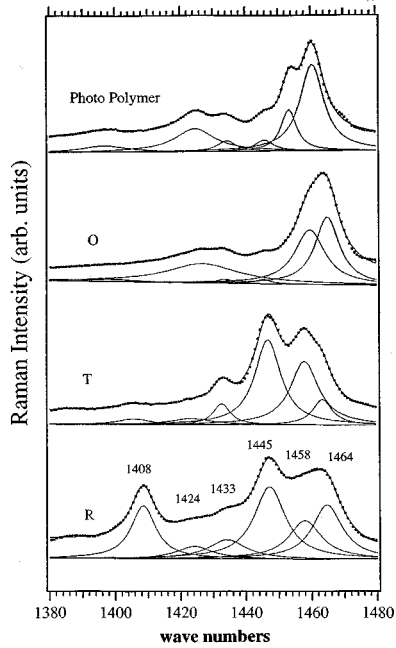 Photo Polymer
O
T
R
1408
1424
1433
1445
1458
1464
Raman Intensity (arb. units)
1380 1400 1420 1440 1460 1480
wave numbers